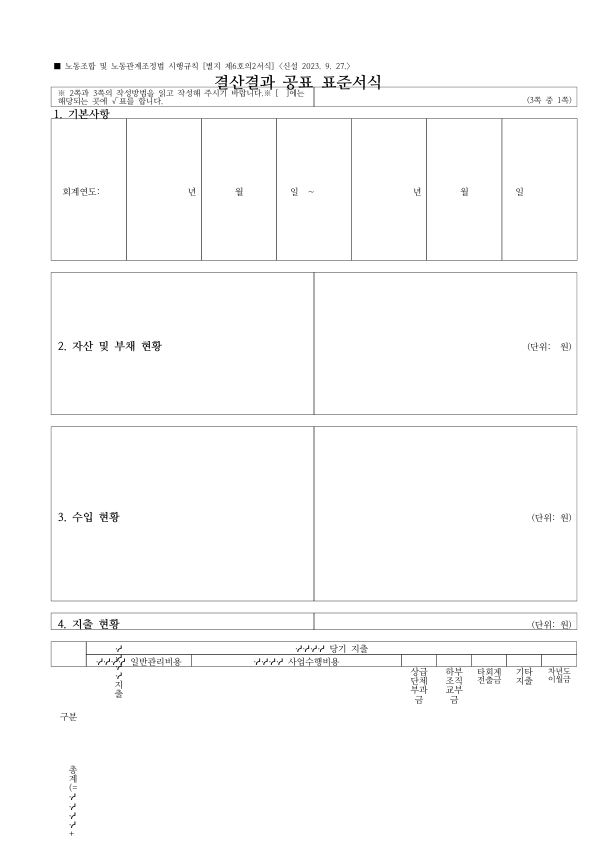 ■ 노동조합 및 노동관계조정법 시행규칙 [별지 제6호의2서식] <신설 2023. 9. 27.>
결산결과 공표 표준서식
※ 2쪽과 3쪽의 작성방법을 읽고 작성해 주시기 바랍니다.※ [ ]에는
해당되는 곳에 √표를 합니다.
(3쪽 중 1쪽)
1. 기본사항
회계연도: 년 월 일 ~ 년 월 일
2. 자산 및 부채 현황 (단위: 원)
3. 수입 현황 (단위: 원)
4. 지출 현황 (단위: 원)
당기 지출
일반관리비용 사업수행비용
지
출
상급
단체
부과
금
하부
조직
교부
금
타회계
전출금
기타
지출
차년도
이월금
구분
총
계
(=
+